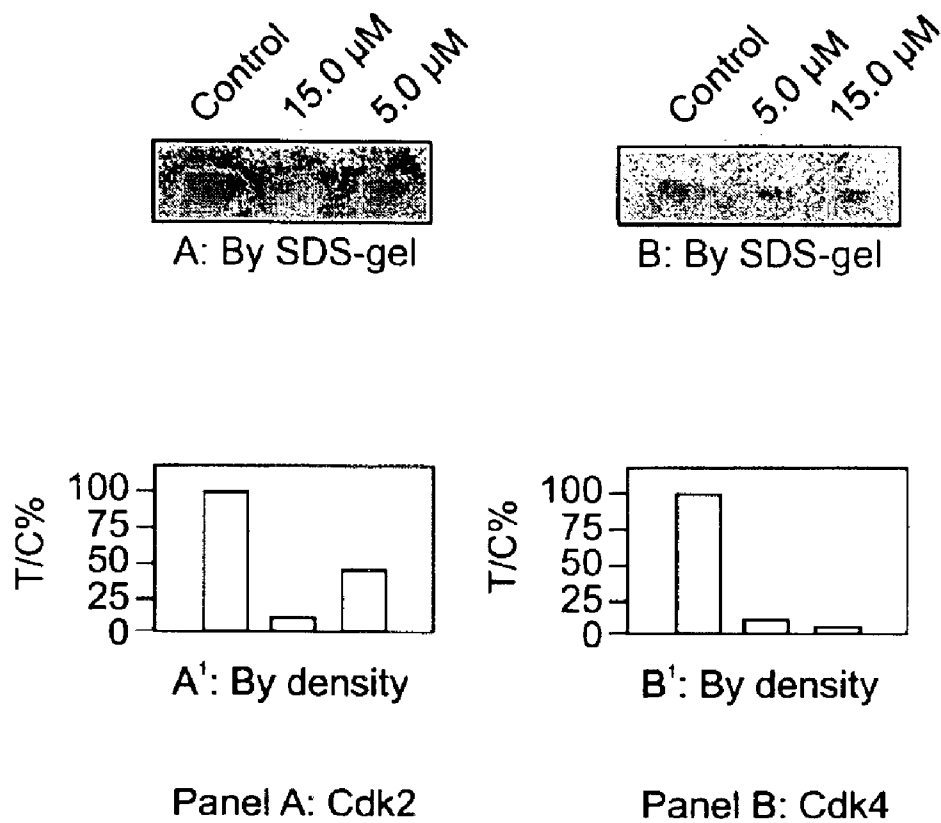 Control 15.0 µM 5.0 µM
A: By SDS-gel
Control 5.0 µM 15.0 µM
B: By SDS-gel
T/C%
100
75
50
25
0
A¹: By density
T/C%
100
75
50
25
0
B¹: By density
Panel A: Cdk2
Panel B: Cdk4